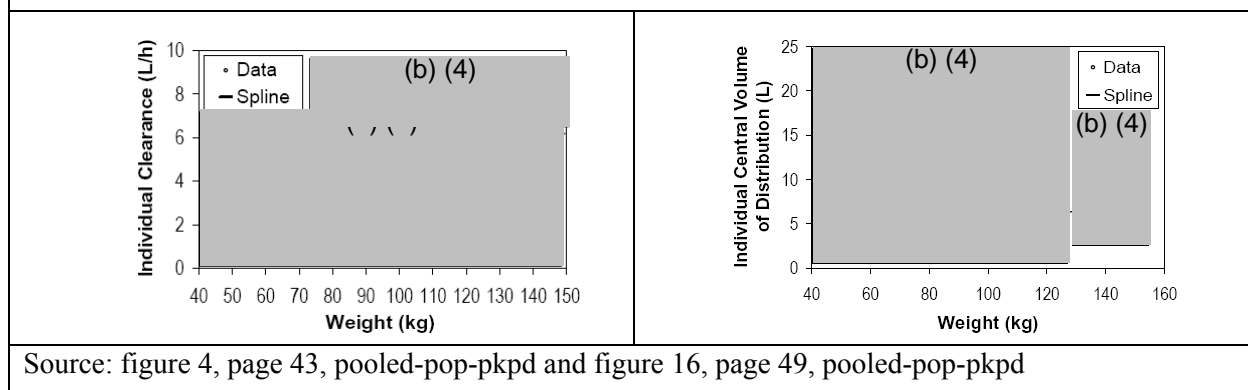 Individual Clearance (L/h)
10
8
6
4
2
0
Data
Spline
(b) (4)
40 50 60 70 80 90 100 110 120 130 140 150
Weight (kg)
Individual Central Volume
of Distribution (L)
25
20
15
10
5
0
(b) (4)
Data
Spline
(b) (4)
40 60 80 100 120 140 160
Weight (kg)
Source: figure 4, page 43, pooled-pop-pkpd and figure 16, page 49, pooled-pop-pkpd